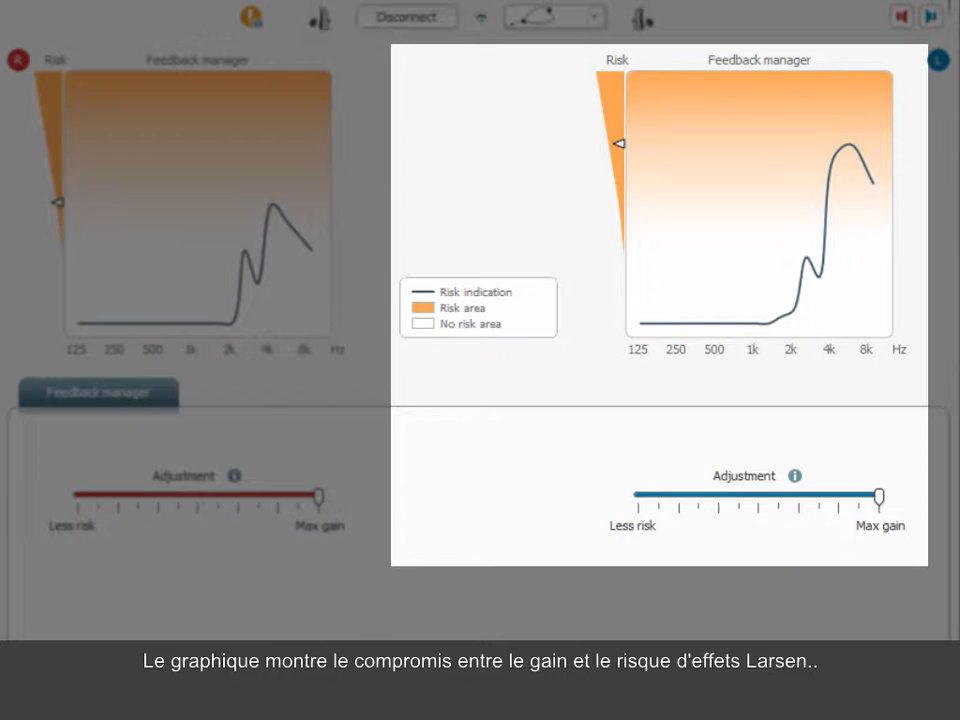 Disconnect
R Risk Feedback manager
Risk Feedback manager
L
Risk indication
Risk area
No risk area
125 250 500 1k 2k 4k 8k Hz
125 250 500 1k 2k 4k 8k Hz
Feedback manager
Adjustment i
Adjustment i
Less risk Max gain
Less risk Max gain
Le graphique montre le compromis entre le gain et le risque d'effets Larsen..